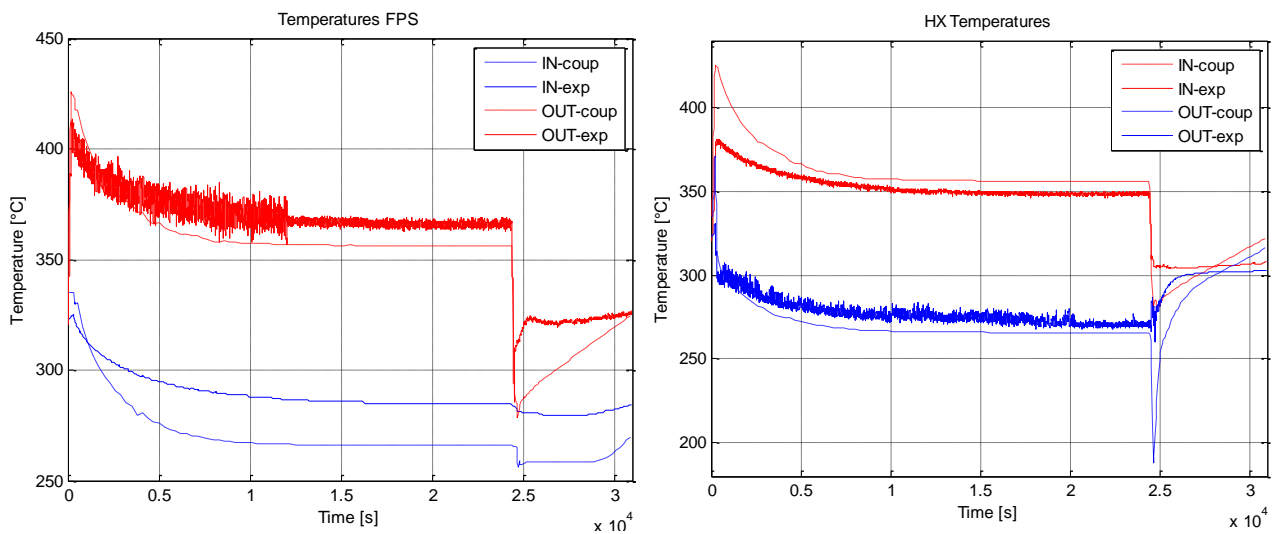 Temperatures FPS
450
400
350
300
250
Temperature [°C]
IN-coup
IN-exp
OUT-coup
OUT-exp
0
0.5
1
1.5
2
2.5
3
Time [s]
x 10^4
HX Temperatures
400
350
300
250
200
Temperature [°C]
IN-coup
IN-exp
OUT-coup
OUT-exp
0
0.5
1
1.5
2
2.5
3
Time [s]
x 10^4